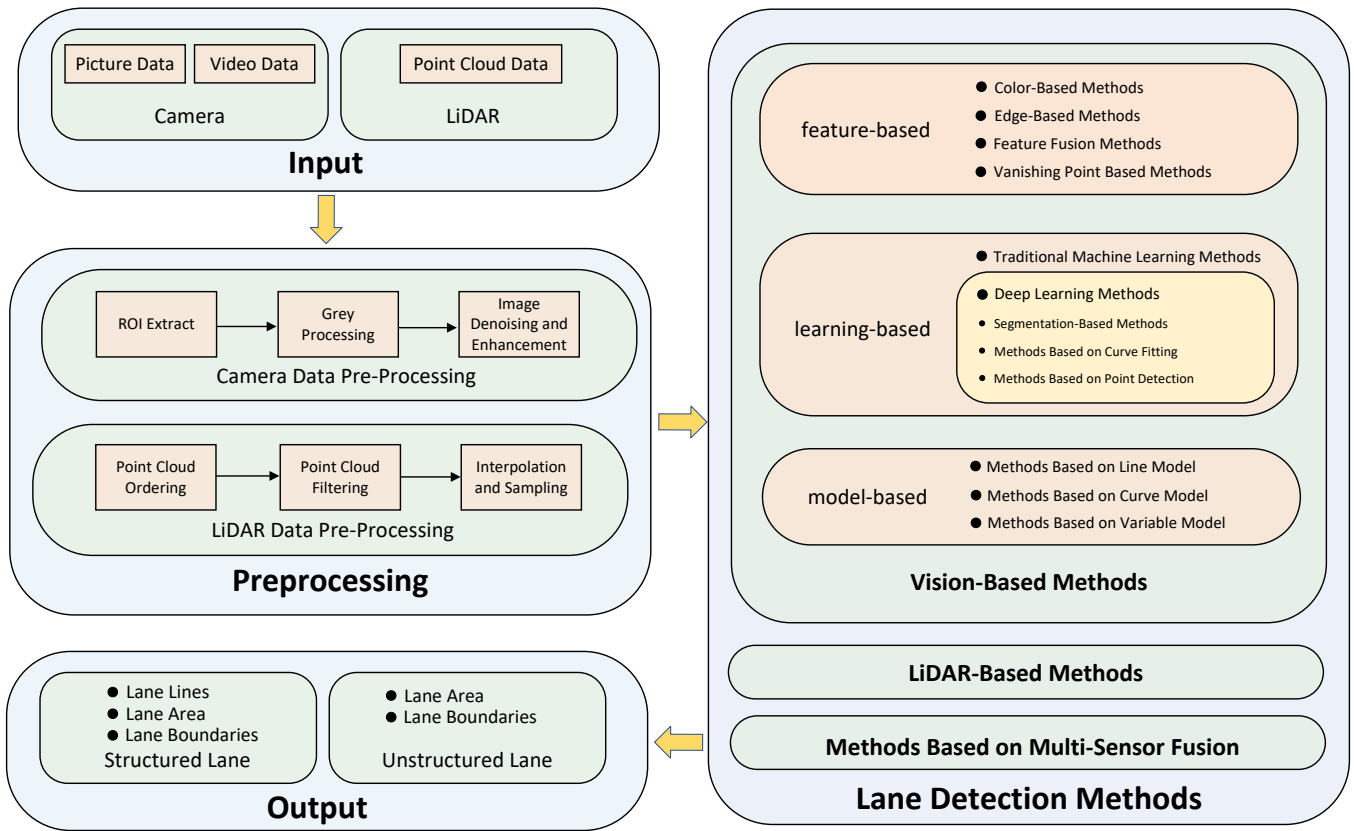 Picture Data
Video Data
Camera
Point Cloud Data
LiDAR
Input
ROI Extract
Grey
Processing
Image
Denoising and
Enhancement
Camera Data Pre-Processing
Point Cloud
Ordering
Point Cloud
Filtering
Interpolation
and Sampling
LiDAR Data Pre-Processing
Preprocessing
feature-based
● Color-Based Methods
● Edge-Based Methods
● Feature Fusion Methods
● Vanishing Point Based Methods
learning-based
● Traditional Machine Learning Methods
● Deep Learning Methods
• Segmentation-Based Methods
• Methods Based on Curve Fitting
• Methods Based on Point Detection
model-based
● Methods Based on Line Model
● Methods Based on Curve Model
● Methods Based on Variable Model
Vision-Based Methods
LiDAR-Based Methods
Methods Based on Multi-Sensor Fusion
Lane Detection Methods
● Lane Lines
● Lane Area
● Lane Boundaries
Structured Lane
● Lane Area
● Lane Boundaries
Unstructured Lane
Output